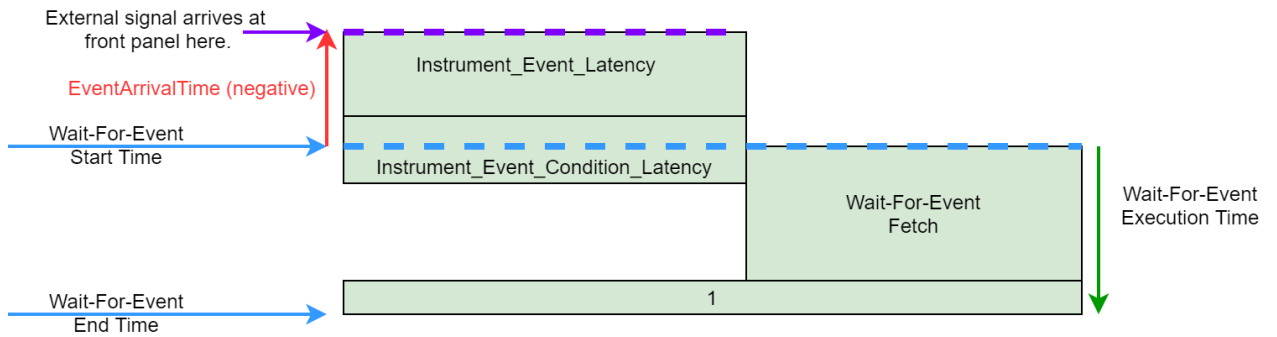 External signal arrives at
front panel here.
Instrument_Event_Latency
EventArrivalTime (negative)
Wait-For-Event
Start Time
Instrument_Event_Condition_Latency
Wait-For-Event
Fetch
Wait-For-Event
Execution Time
Wait-For-Event
End Time
1